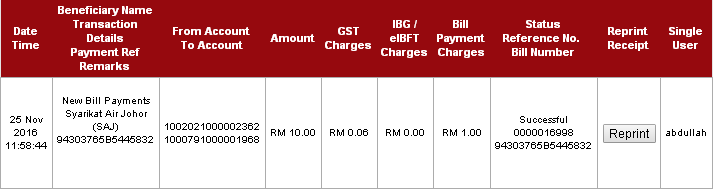 Date
Time
Beneficiary Name
Transaction
Details
Payment Ref
Remarks
From Account
To Account
Amount
GST
Charges
IBG /
eIBFT
Charges
Bill
Payment
Charges
Status
Reference No.
Bill Number
Reprint
Receipt
Single
User
25 Nov
2016
11:58:44
New Bill Payments
Syarikat Air Johor
(SAJ)
94303765B5445832
1002021000002362
1000791000001968
RM 10.00
RM 0.06
RM 0.00
RM 1.00
Successful
0000016998
94303765B5445832
Reprint
abdullah